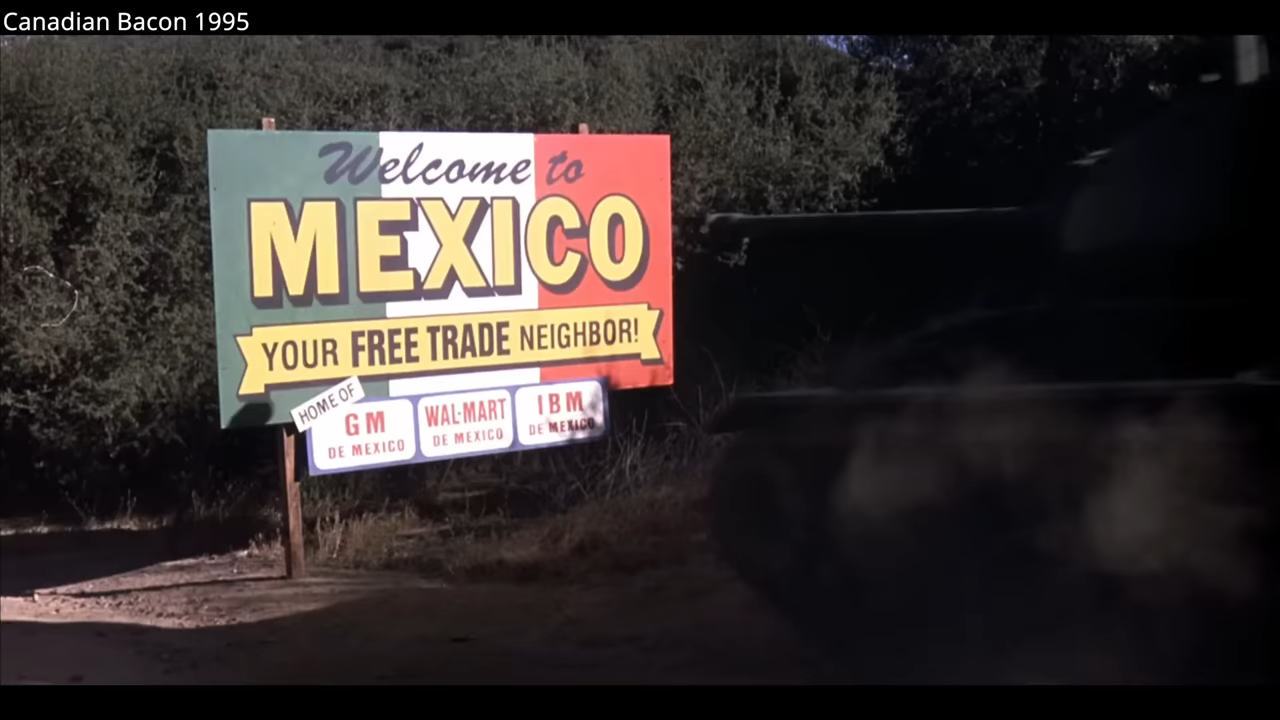 Canadian Bacon 1995
Welcome to
MEXICO
YOUR FREE TRADE NEIGHBOR!
HOME OF
GM
DE MEXICO
WAL-MART
DE MEXICO
IBM
DE MEXICO